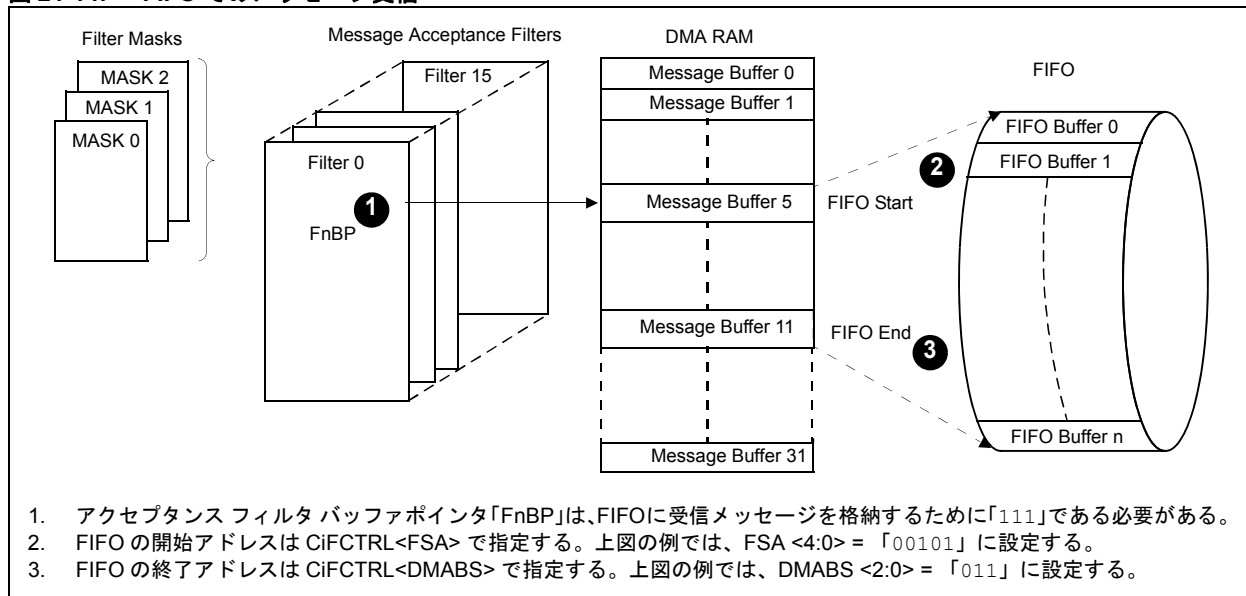 Filter Masks
MASK 2
MASK 1
MASK 0
Message Acceptance Filters
Filter 15
Filter 0
1
FnBP
DMA RAM
Message Buffer 0
Message Buffer 1
Message Buffer 5
Message Buffer 11
Message Buffer 31
FIFO Start
2
FIFO End
3
FIFO
FIFO Buffer 0
FIFO Buffer 1
FIFO Buffer n
1. アクセプタンス フィルタ バッファポインタ「FnBP」は、FIFOに受信メッセージを格納するために「111」である必要がある。
2. FIFO の開始アドレスは CiFCTRL<FSA> で指定する。上図の例では、FSA <4:0> = 「00101」に設定する。
3. FIFO の終了アドレスは CiFCTRL<DMABS> で指定する。上図の例では、DMABS <2:0> = 「011」に設定する。